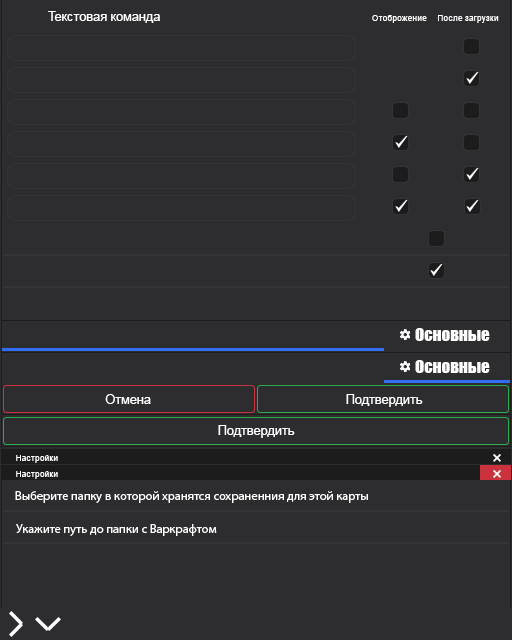 Текстовая команда
Отоброжение
После загрузки
Основные
Основные
Отмена
Подтвердить
Подтвердить
Настройки
Настройки
Выберите папку в которой хранятся сохраненния для этой карты
Укажите путь до папки с Варкрафтом